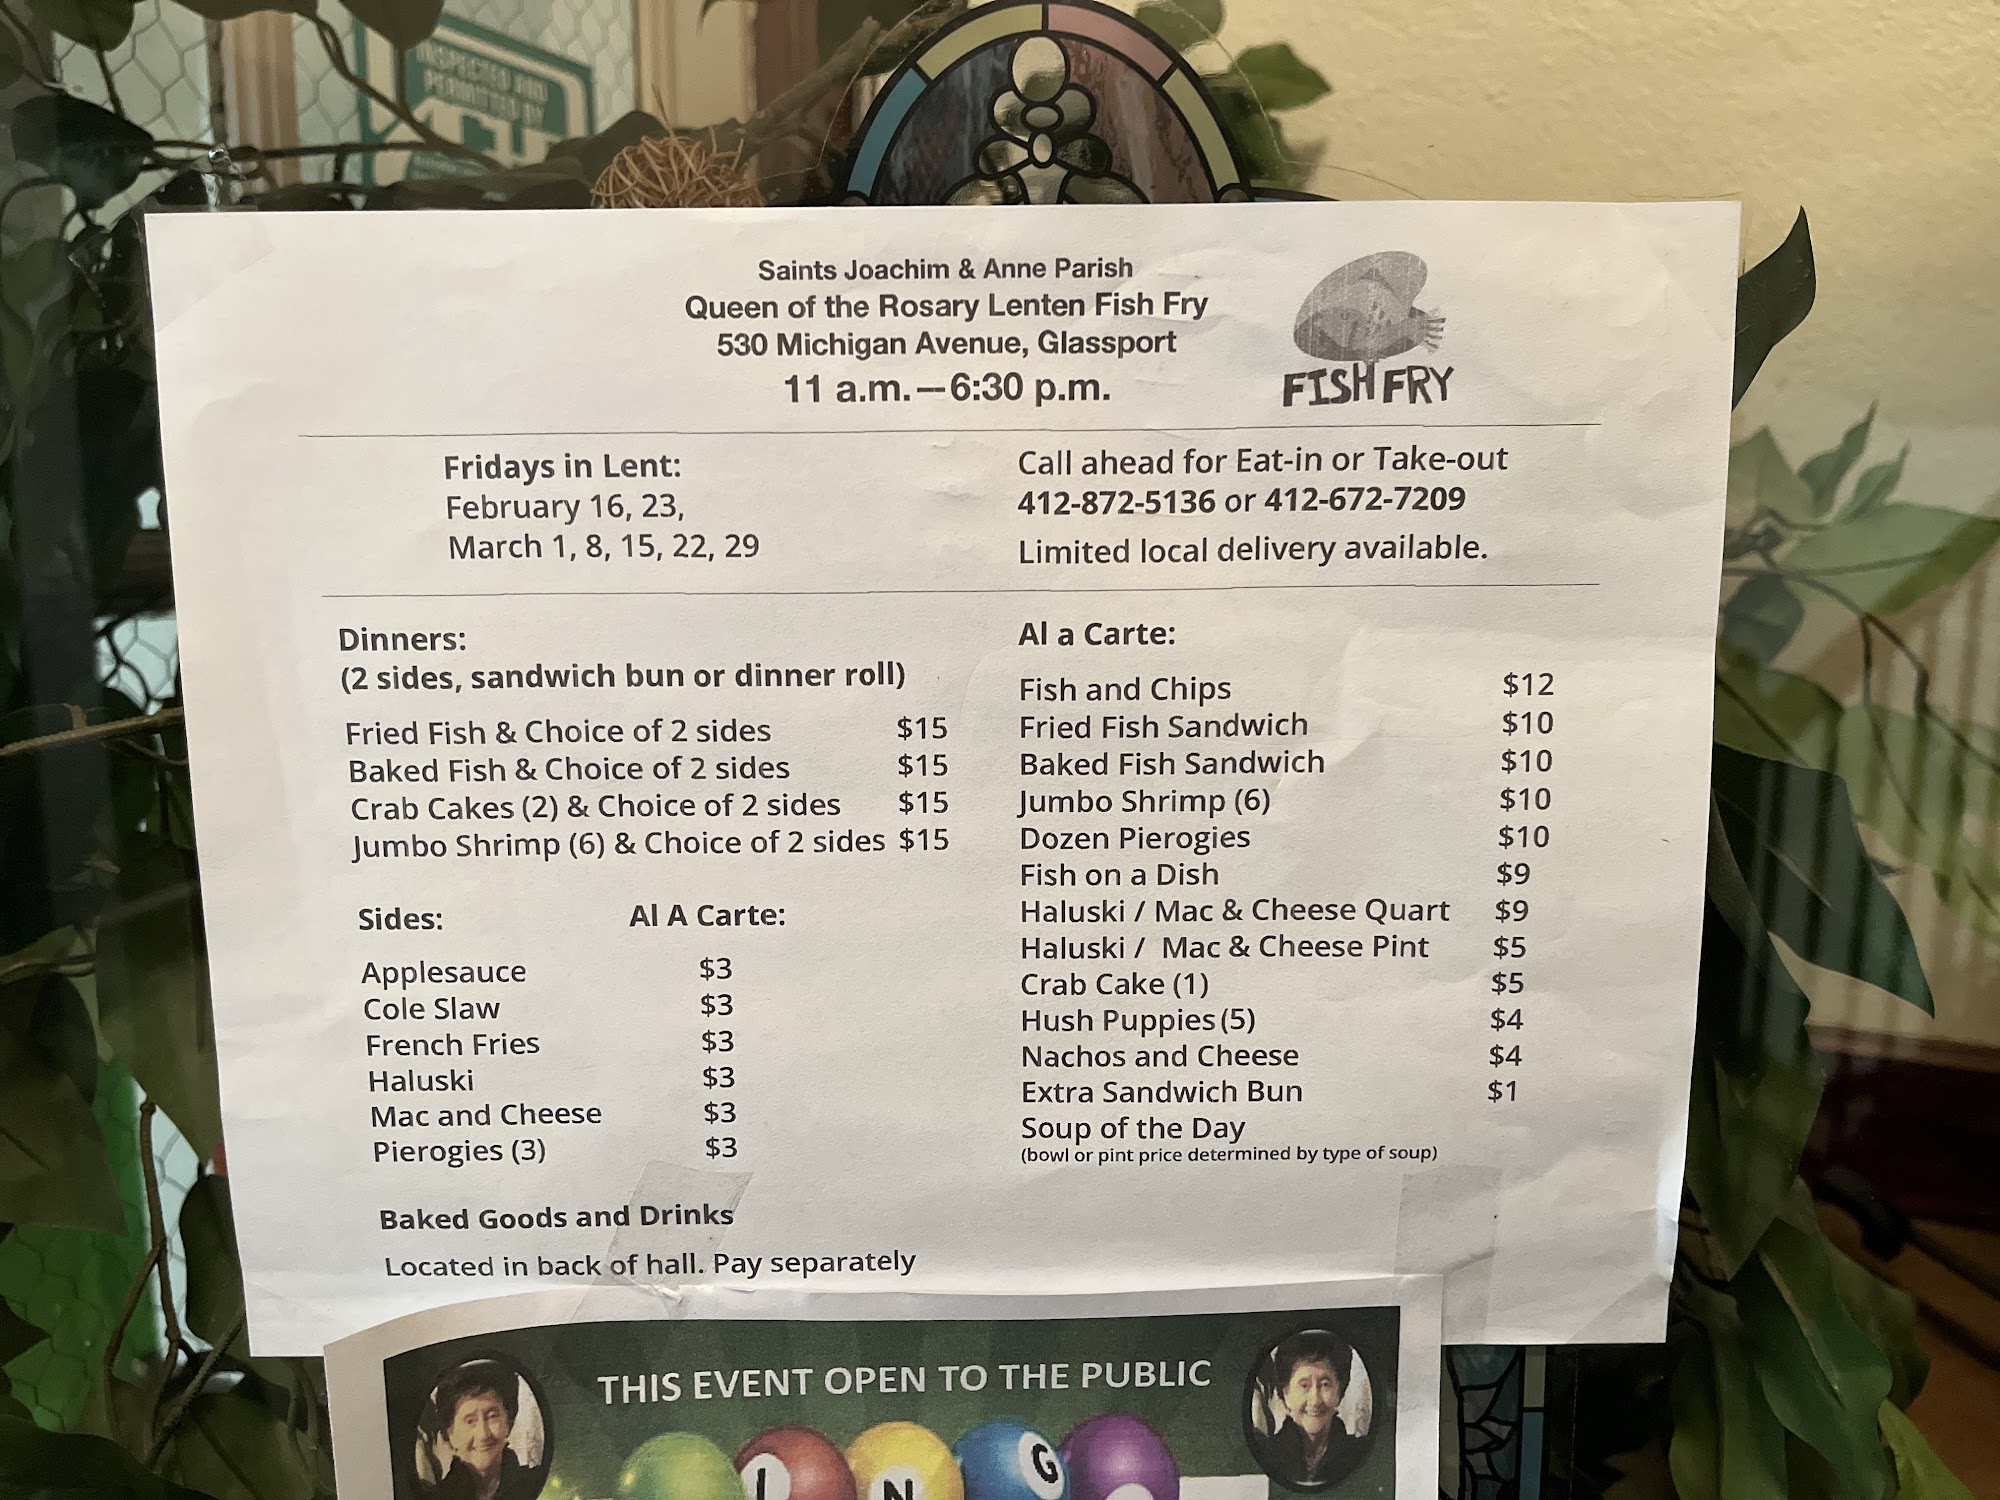 INSPECTED AND
PERMITTED BY
Saints Joachim & Anne Parish
Queen of the Rosary Lenten Fish Fry
530 Michigan Avenue, Glassport
11 a.m.—6:30 p.m.
FISH FRY
Fridays in Lent:
February 16, 23,
March 1, 8, 15, 22, 29
Call ahead for Eat-in or Take-out
412-872-5136 or 412-672-7209
Limited local delivery available.
Dinners:
(2 sides, sandwich bun or dinner roll)
Fried Fish & Choice of 2 sides $15
Baked Fish & Choice of 2 sides $15
Crab Cakes (2) & Choice of 2 sides $15
Jumbo Shrimp (6) & Choice of 2 sides $15
Sides: Al A Carte:
Applesauce $3
Cole Slaw $3
French Fries $3
Haluski $3
Mac and Cheese $3
Pierogies (3) $3
Baked Goods and Drinks
Located in back of hall. Pay separately
Al a Carte:
Fish and Chips $12
Fried Fish Sandwich $10
Baked Fish Sandwich $10
Jumbo Shrimp (6) $10
Dozen Pierogies $10
Fish on a Dish $9
Haluski / Mac & Cheese Quart $9
Haluski / Mac & Cheese Pint $5
Crab Cake (1) $5
Hush Puppies (5) $4
Nachos and Cheese $4
Extra Sandwich Bun $1
Soup of the Day
(bowl or pint price determined by type of soup)
THIS EVENT OPEN TO THE PUBLIC
I N G